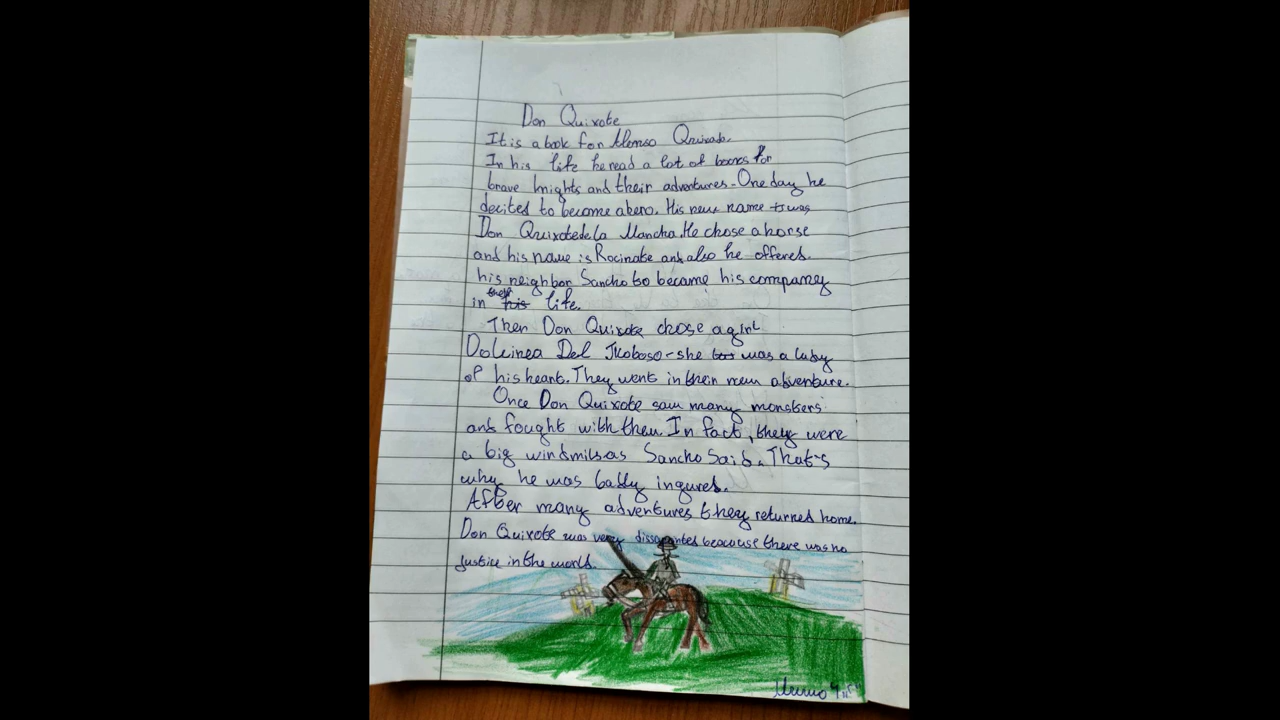 Don Quixote
It is a book for Alonso Quixado.
In his life he read a lot of books for
brave knights and their adventures. One day he
decited to become a hero. His new name is was
Don Quixote de la Mancha. He chose a horse
and his name is Rocinate and also he offered
his neighbor Sancho to became his company
in his their life.
Then Don Quixote chose a girl
Dolcinea Del Tcoboso - she was a lady
of his heart. They went in their new adventure.
Once Don Quixote saw many monsters
and fought with them. In fact, they were
a big windmils as Sancho Said. That's
why he was badly ingured.
After many adventures they returned home.
Don Quixote was very beacause there was no
justice in the world.